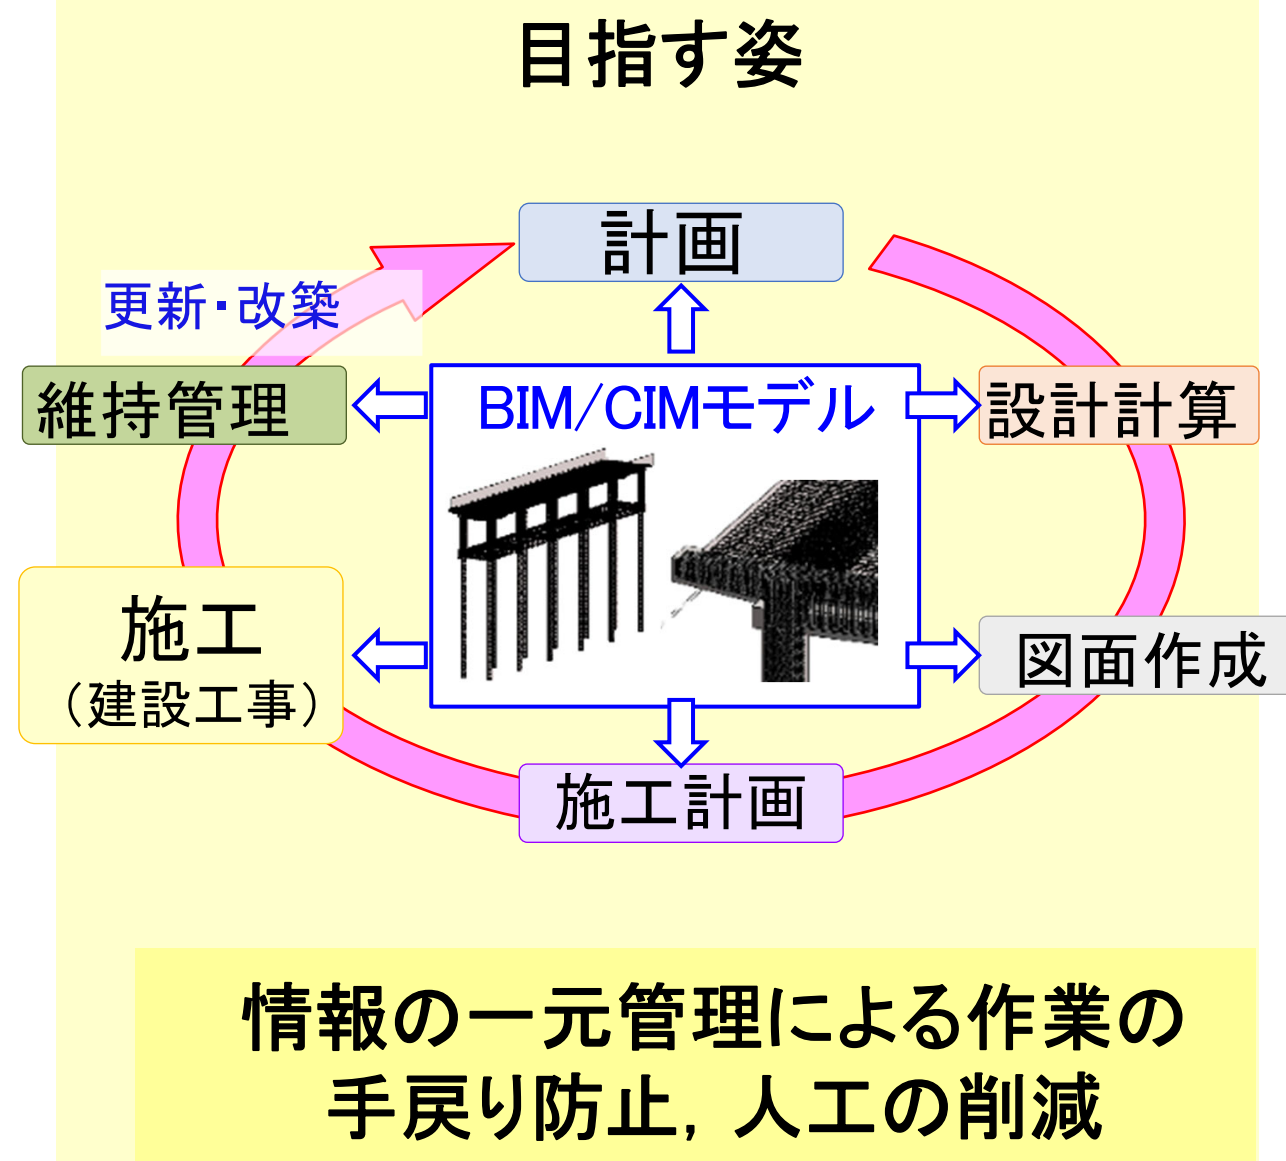 目指す姿
計画
更新・改築
維持管理
BIM/CIMモデル
設計計算
施工
（建設工事）
図面作成
施工計画
情報の一元管理による作業の
手戻り防止，人工の削減